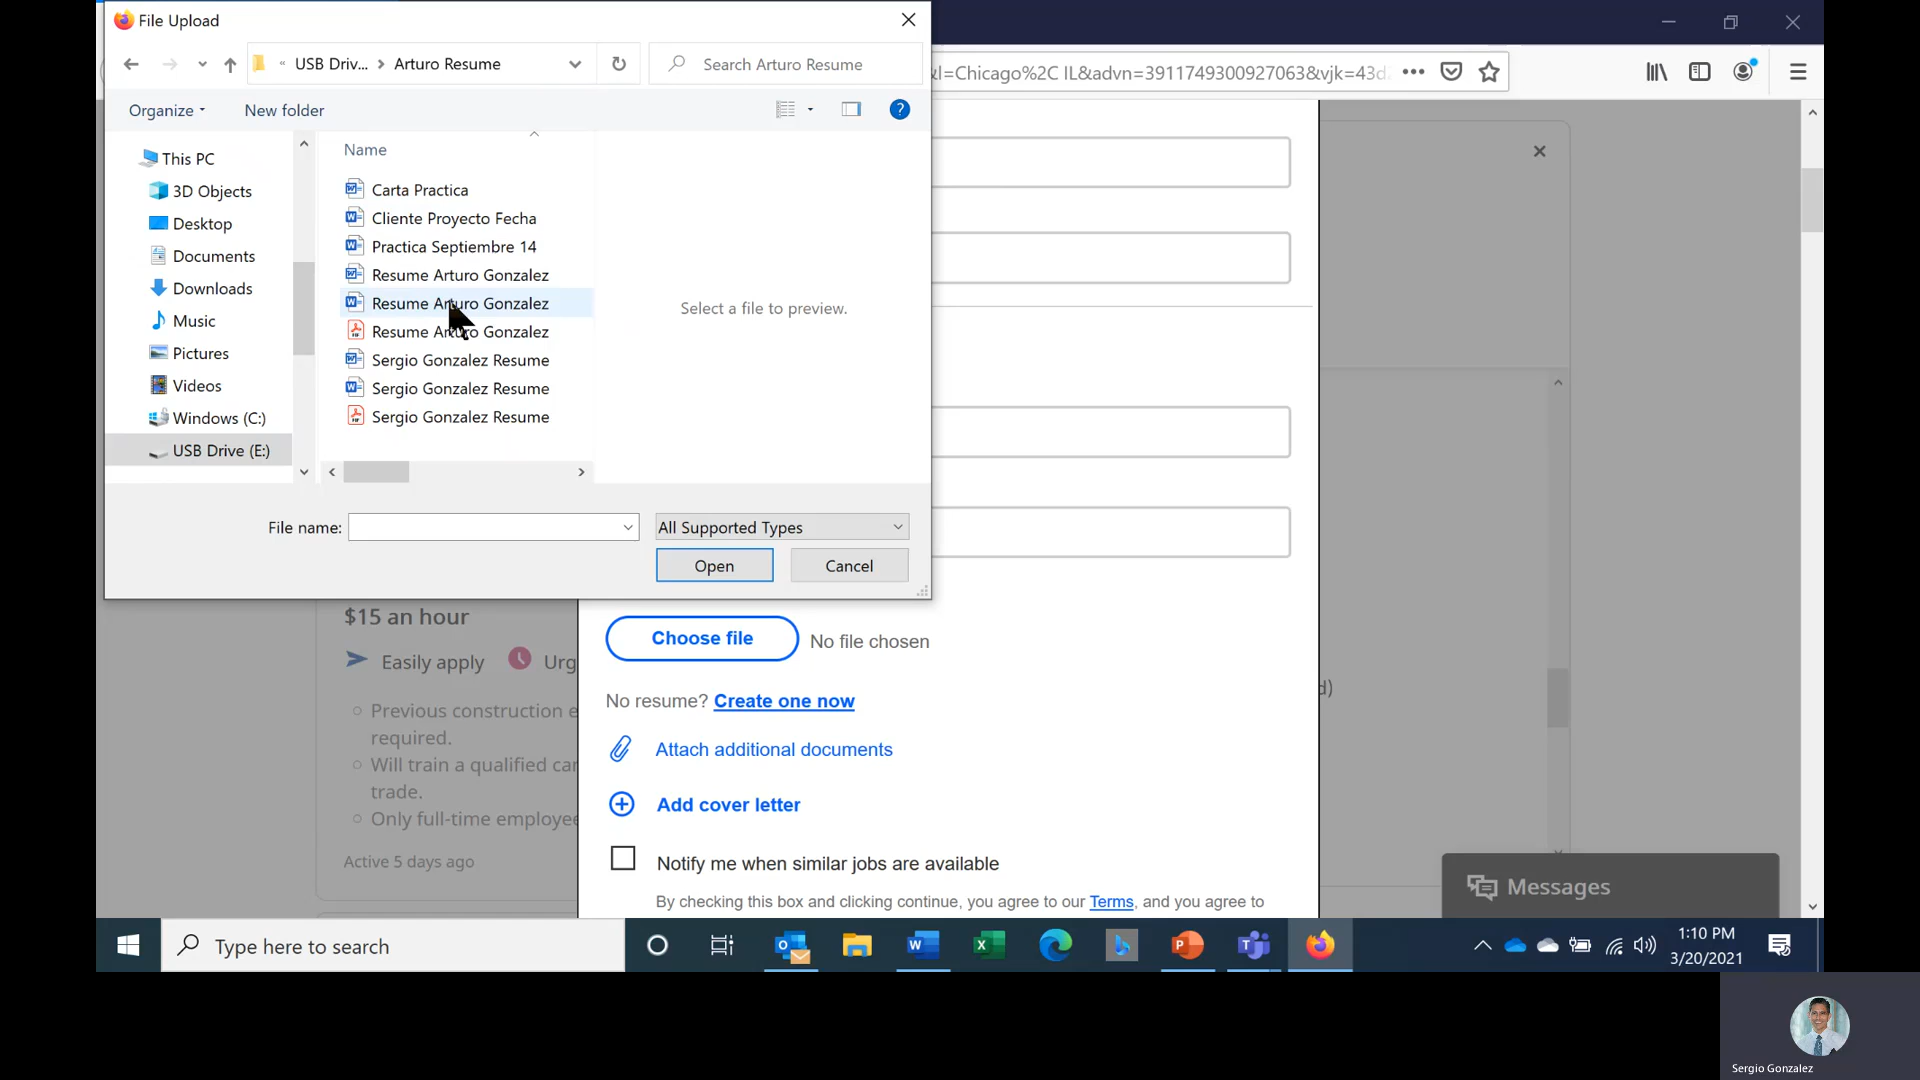 File Upload
« USB Driv... > Arturo Resume
Search Arturo Resume
&l=Chicago%2C IL&advn=3911749300927063&vjk=43d
Organize
New folder
?
This PC
3D Objects
Desktop
Documents
Downloads
Music
Pictures
Videos
Windows (C:)
USB Drive (E:)
Name
Carta Practica
Cliente Proyecto Fecha
Practica Septiembre 14
Resume Arturo Gonzalez
Resume Arturo Gonzalez
Resume Arturo Gonzalez
Sergio Gonzalez Resume
Sergio Gonzalez Resume
Sergio Gonzalez Resume
Select a file to preview.
File name:
All Supported Types
Open
Cancel
$15 an hour
Easily apply
Urg
Previous construction e
required.
Will train a qualified car
trade.
Only full-time employee
Active 5 days ago
Choose file
No file chosen
No resume? Create one now
Attach additional documents
Add cover letter
Notify me when similar jobs are available
By checking this box and clicking continue, you agree to our Terms, and you agree to
d)
Messages
Type here to search
1:10 PM
3/20/2021
Sergio Gonzalez